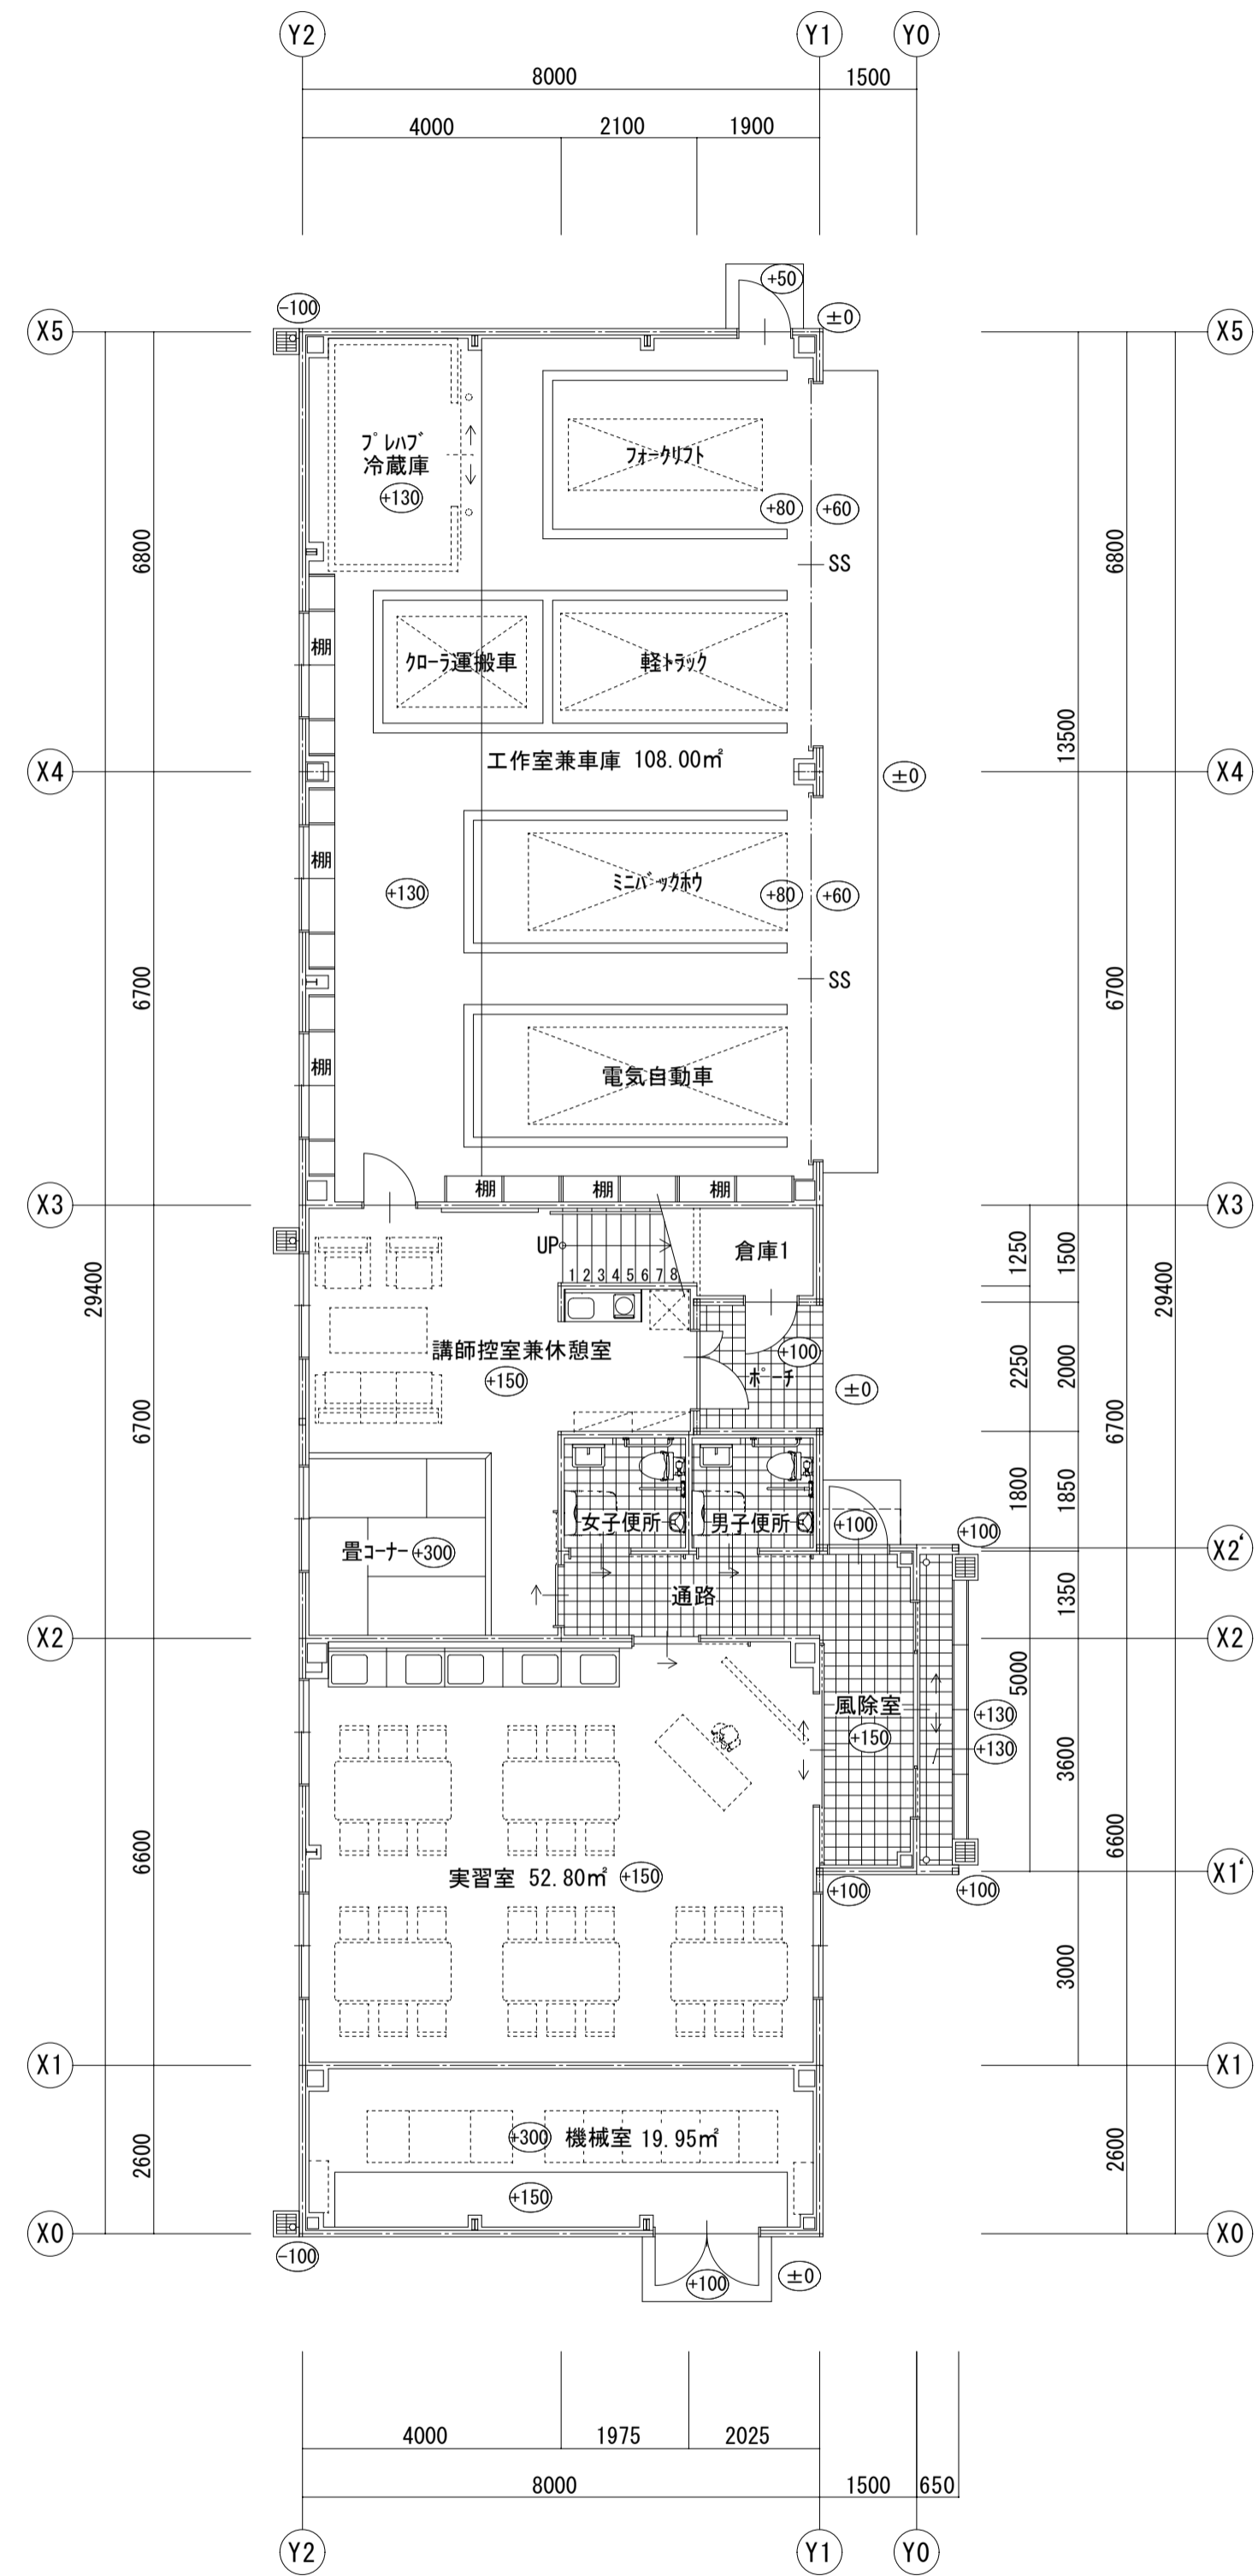 Y2 Y1 Y0
8000 1500
4000 2100 1900
+50
-100 ±0
X5 X5
プレハブ
冷蔵庫
+130
フォークリフト
+80 +60
6800 6800 6800
SS
棚
クローラ運搬車 軽トラック
13500
工作室兼車庫 108.00㎡
X4 ±0 X4
棚
ミニバックホウ
+130 +80 +60
6700 SS 6700
棚
電気自動車
棚 棚 棚
X3 X3
UP 倉庫1
1 2 3 4 5 6 7 8
1250 1500
29400 29400
講師控室兼休憩室 +100
+150 ポーチ ±0
2250 2000
6700 6700
1800 1850
女子便所 男子便所 +100 +100
畳コーナー +300
X2' 
通路
1350
X2 X2
5000
風除室 +130
+150 +130
3600
6600 6600
実習室 52.80㎡ +150
+100 +100 X1'
3000
X1 X1
+300 機械室 19.95㎡
2600 2600
+150
X0 X0
-100 +100 ±0
4000 1975 2025
8000 1500 650
Y2 Y1 Y0